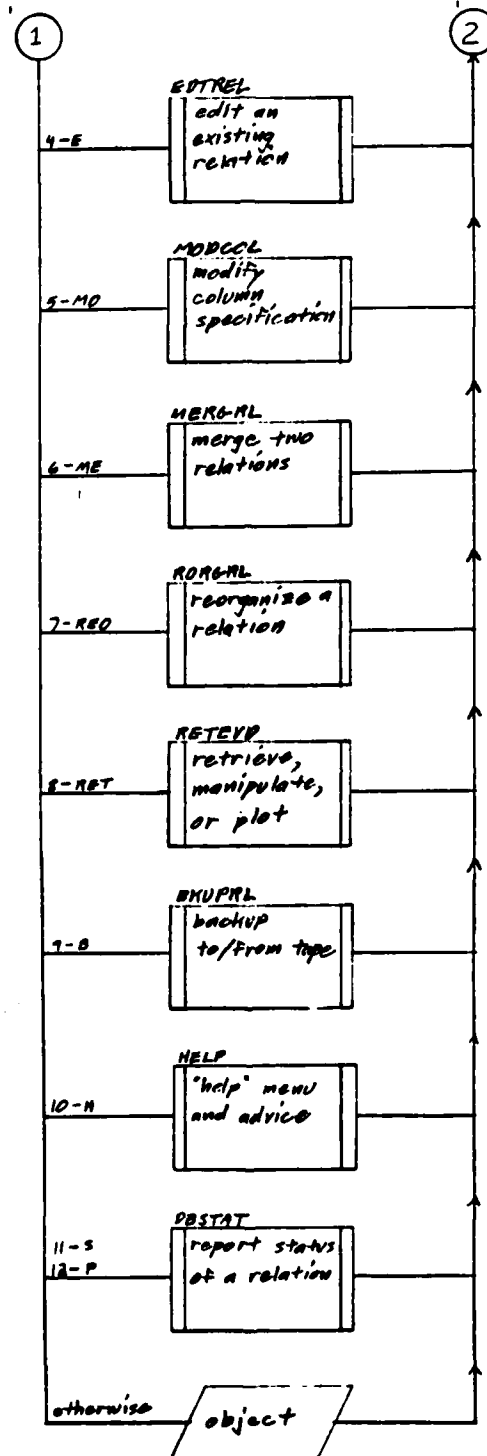 1
2
EDTREL
edit an
existing
relation
4-E
MODCOL
modify
column
specification
5-MO
MERGRL
merge two
relations
6-ME
RORGRL
reorganize a
relation
7-REO
RETEVD
retrieve,
manipulate,
or plot
8-RET
BKUPRL
backup
to/from tape
9-B
HELP
"help" menu
and advice
10-H
DBSTAT
report status
of a relation
11-S
12-P
otherwise
object